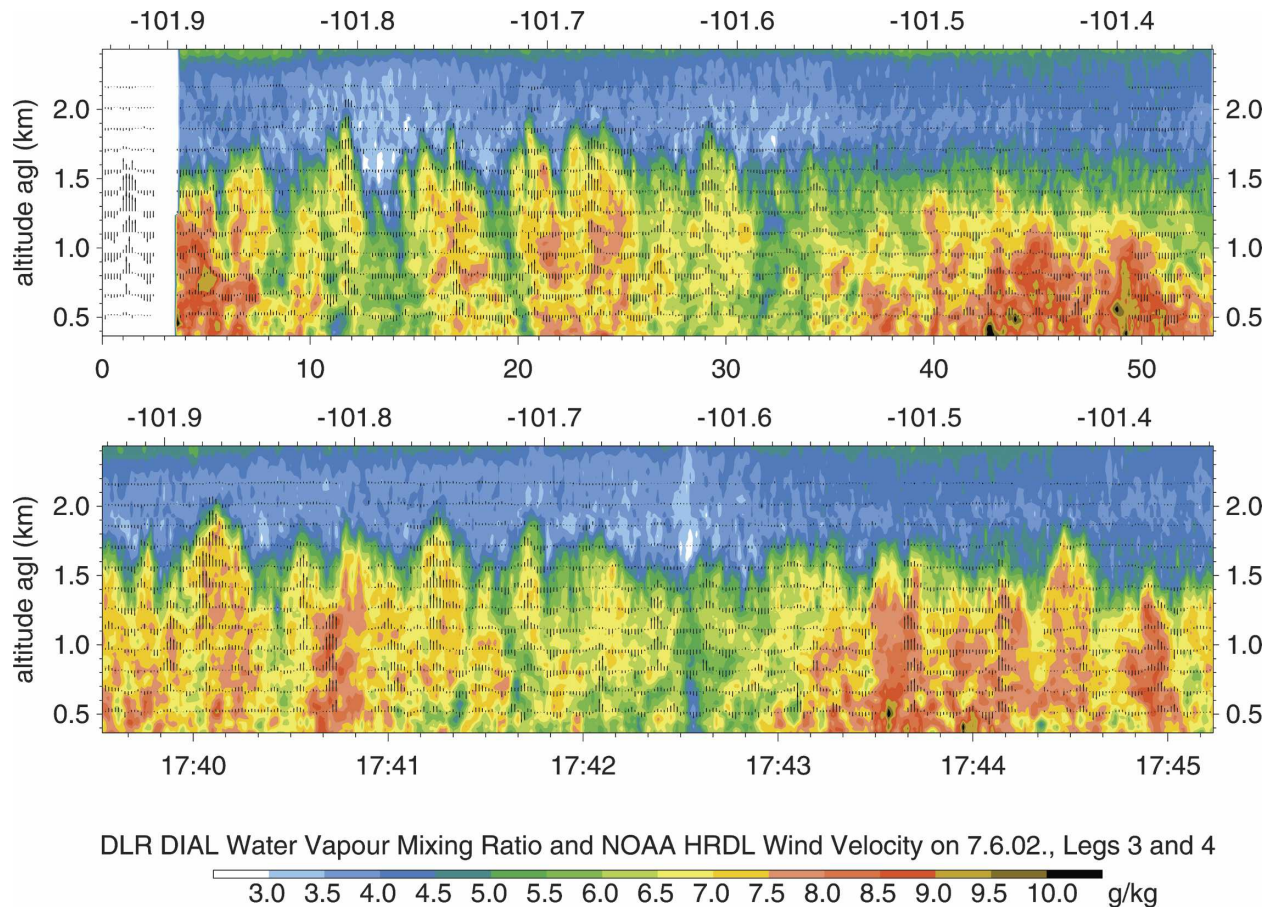 -101.9 -101.8 -101.7 -101.6 -101.5 -101.4
altitude agl (km)
2.0 2.0
1.5 1.5
1.0 1.0
0.5 0.5
0 10 20 30 40 50
-101.9 -101.8 -101.7 -101.6 -101.5 -101.4
altitude agl (km)
2.0 2.0
1.5 1.5
1.0 1.0
0.5 0.5
17:40 17:41 17:42 17:43 17:44 17:45
DLR DIAL Water Vapour Mixing Ratio and NOAA HRDL Wind Velocity on 7.6.02., Legs 3 and 4
3.0 3.5 4.0 4.5 5.0 5.5 6.0 6.5 7.0 7.5 8.0 8.5 9.0 9.5 10.0 g/kg